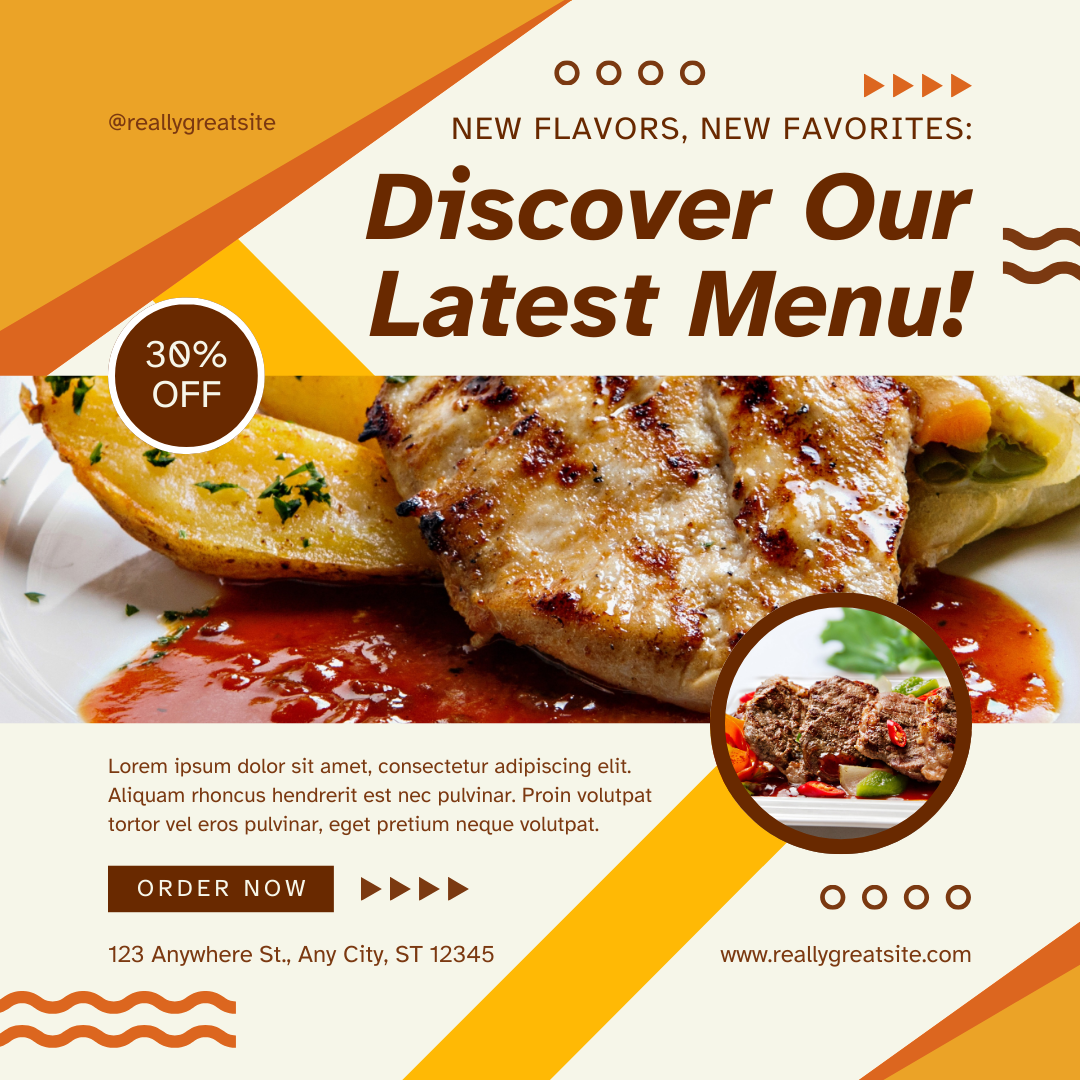 @reallygreatsite
NEW FLAVORS, NEW FAVORITES:
Discover Our
Latest Menu!
30%
OFF
Lorem ipsum dolor sit amet, consectetur adipiscing elit.
Aliquam rhoncus hendrerit est nec pulvinar. Proin volutpat
tortor vel eros pulvinar, eget pretium neque volutpat.
ORDER NOW
123 Anywhere St., Any City, ST 12345
www.reallygreatsite.com